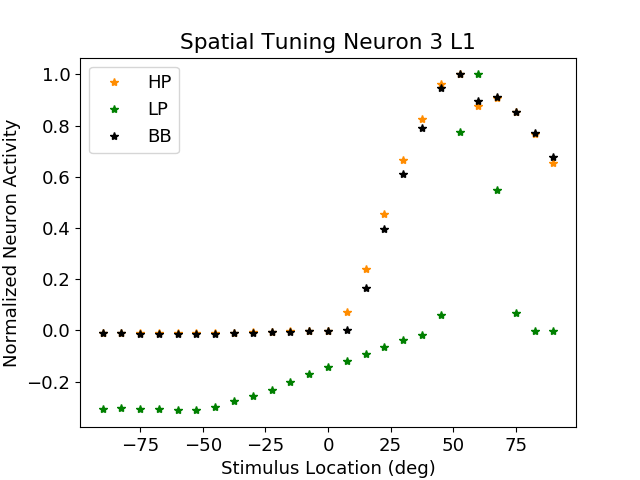 Spatial Tuning Neuron 3 L1
HP
LP
BB
1.0
0.8
0.6
0.4
0.2
0.0
−0.2
Normalized Neuron Activity
−75
−50
−25
0
25
50
75
Stimulus Location (deg)